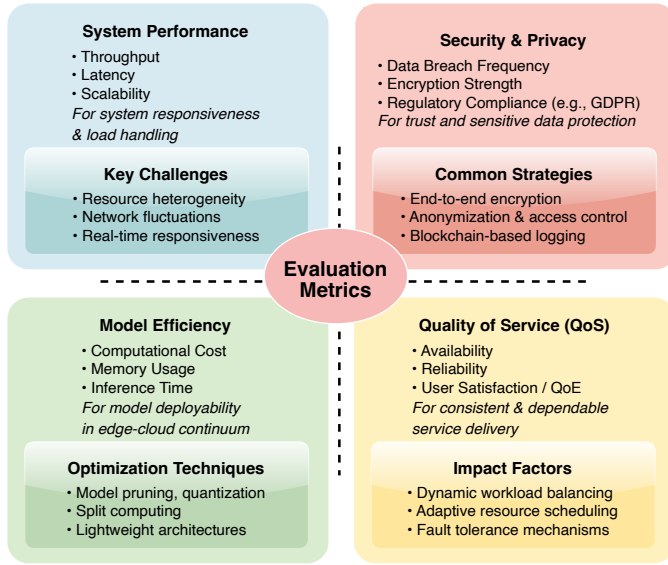 System Performance
• Throughput
• Latency
• Scalability
For system responsiveness
& load handling
Key Challenges
• Resource heterogeneity
• Network fluctuations
• Real-time responsiveness
Security & Privacy
• Data Breach Frequency
• Encryption Strength
• Regulatory Compliance (e.g., GDPR)
For trust and sensitive data protection
Common Strategies
• End-to-end encryption
• Anonymization & access control
• Blockchain-based logging
Evaluation
Metrics
Model Efficiency
• Computational Cost
• Memory Usage
• Inference Time
For model deployability
in edge-cloud continuum
Optimization Techniques
• Model pruning, quantization
• Split computing
• Lightweight architectures
Quality of Service (QoS)
• Availability
• Reliability
• User Satisfaction / QoE
For consistent & dependable
service delivery
Impact Factors
• Dynamic workload balancing
• Adaptive resource scheduling
• Fault tolerance mechanisms